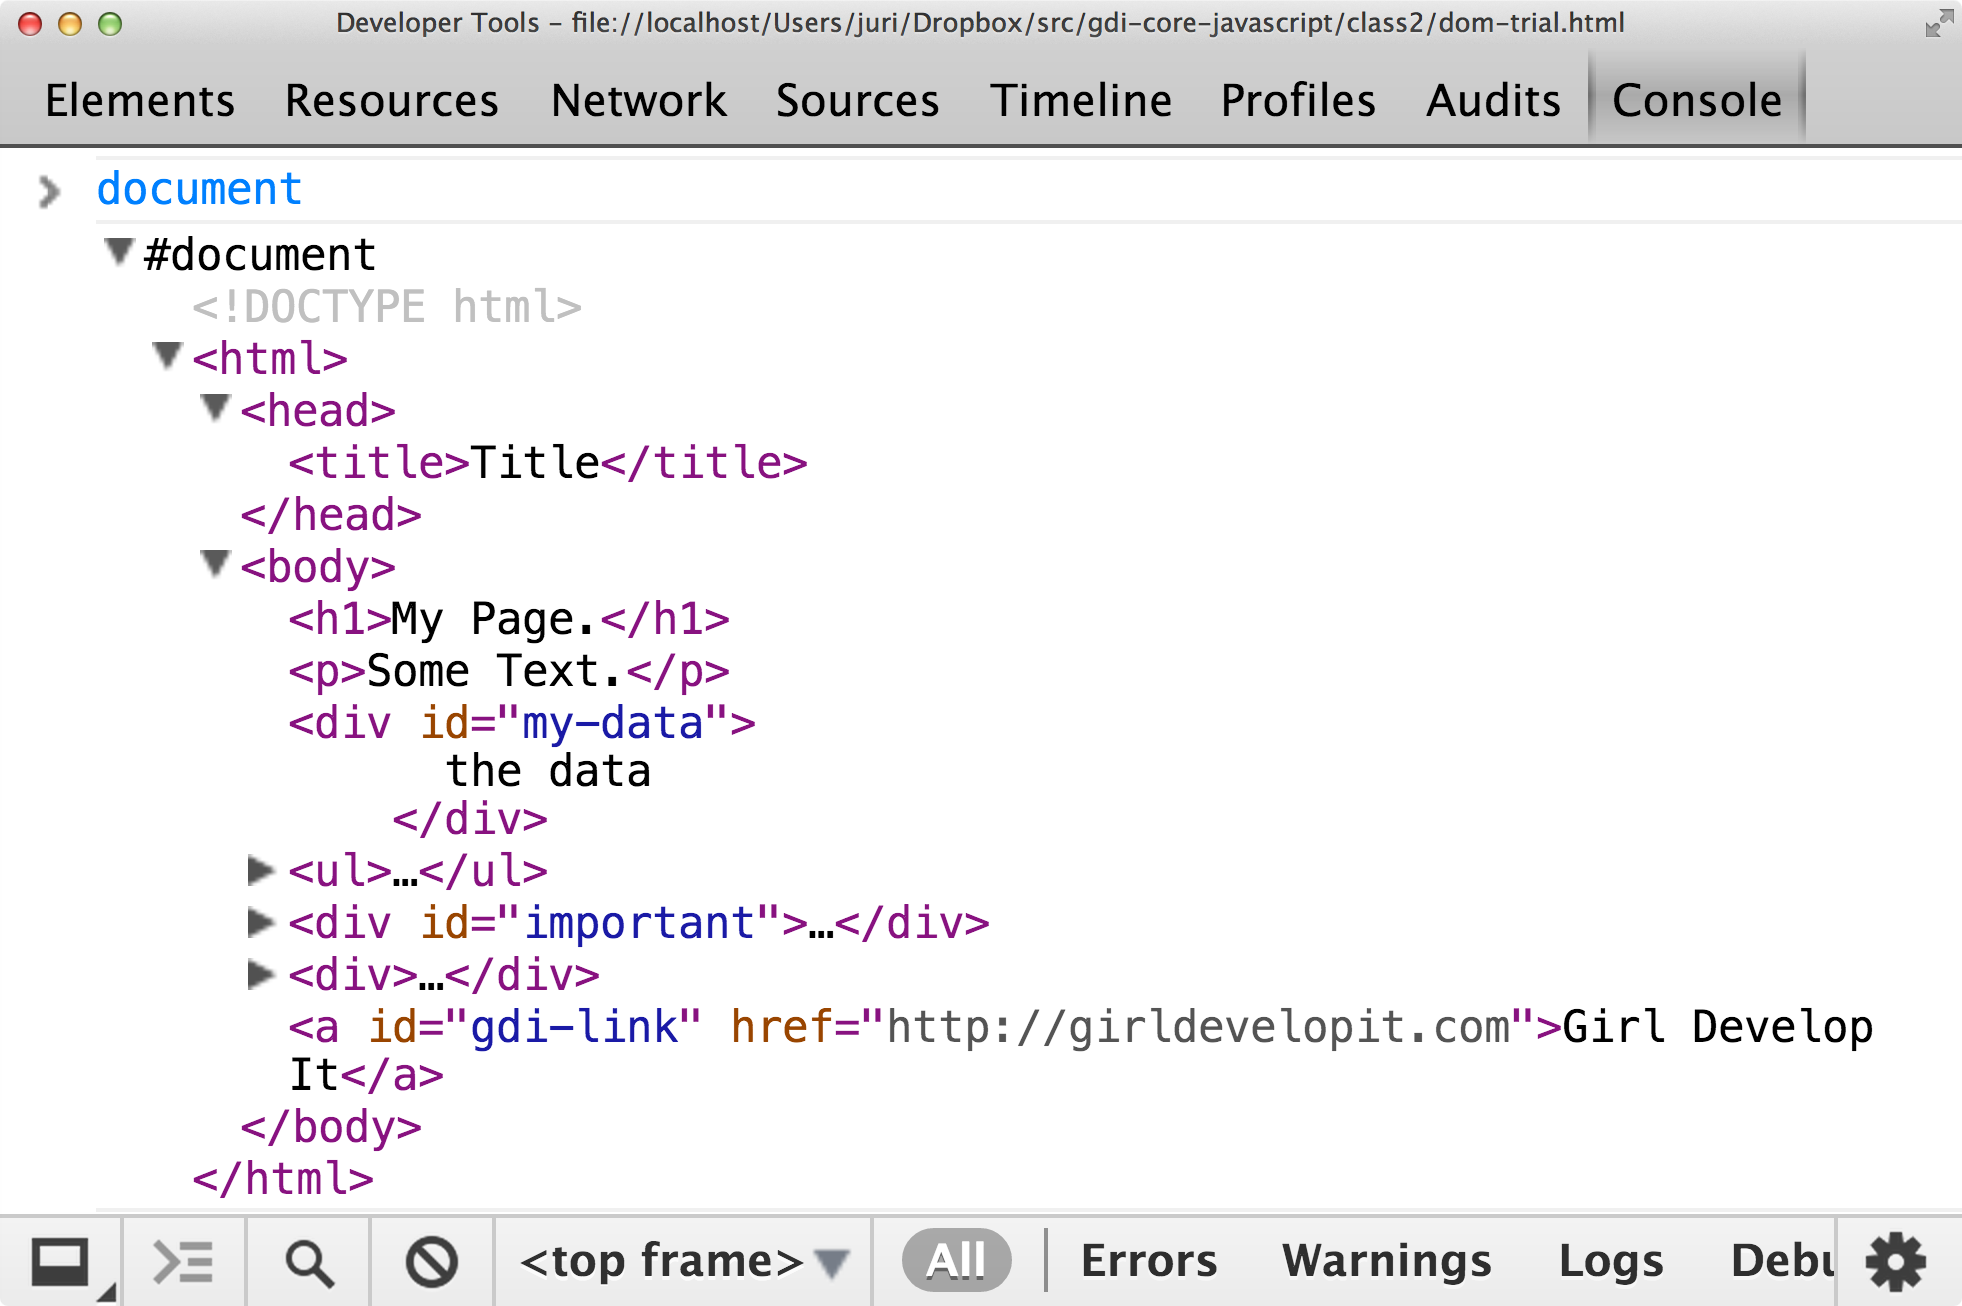 Developer Tools - file://localhost/Users/juri/Dropbox/src/gdi-core-javascript/class2/dom-trial.html
Elements Resources Network Sources Timeline Profiles Audits Console
document
#document
<!DOCTYPE html>
<html>
<head>
<title>Title</title>
</head>
<body>
<h1>My Page.</h1>
<p>Some Text.</p>
<div id="my-data">
the data
</div>
<ul>…</ul>
<div id="important">…</div>
<div>…</div>
<a id="gdi-link" href="http://girldevelopit.com">Girl Develop
It</a>
</body>
</html>
<top frame> All Errors Warnings Logs Debu